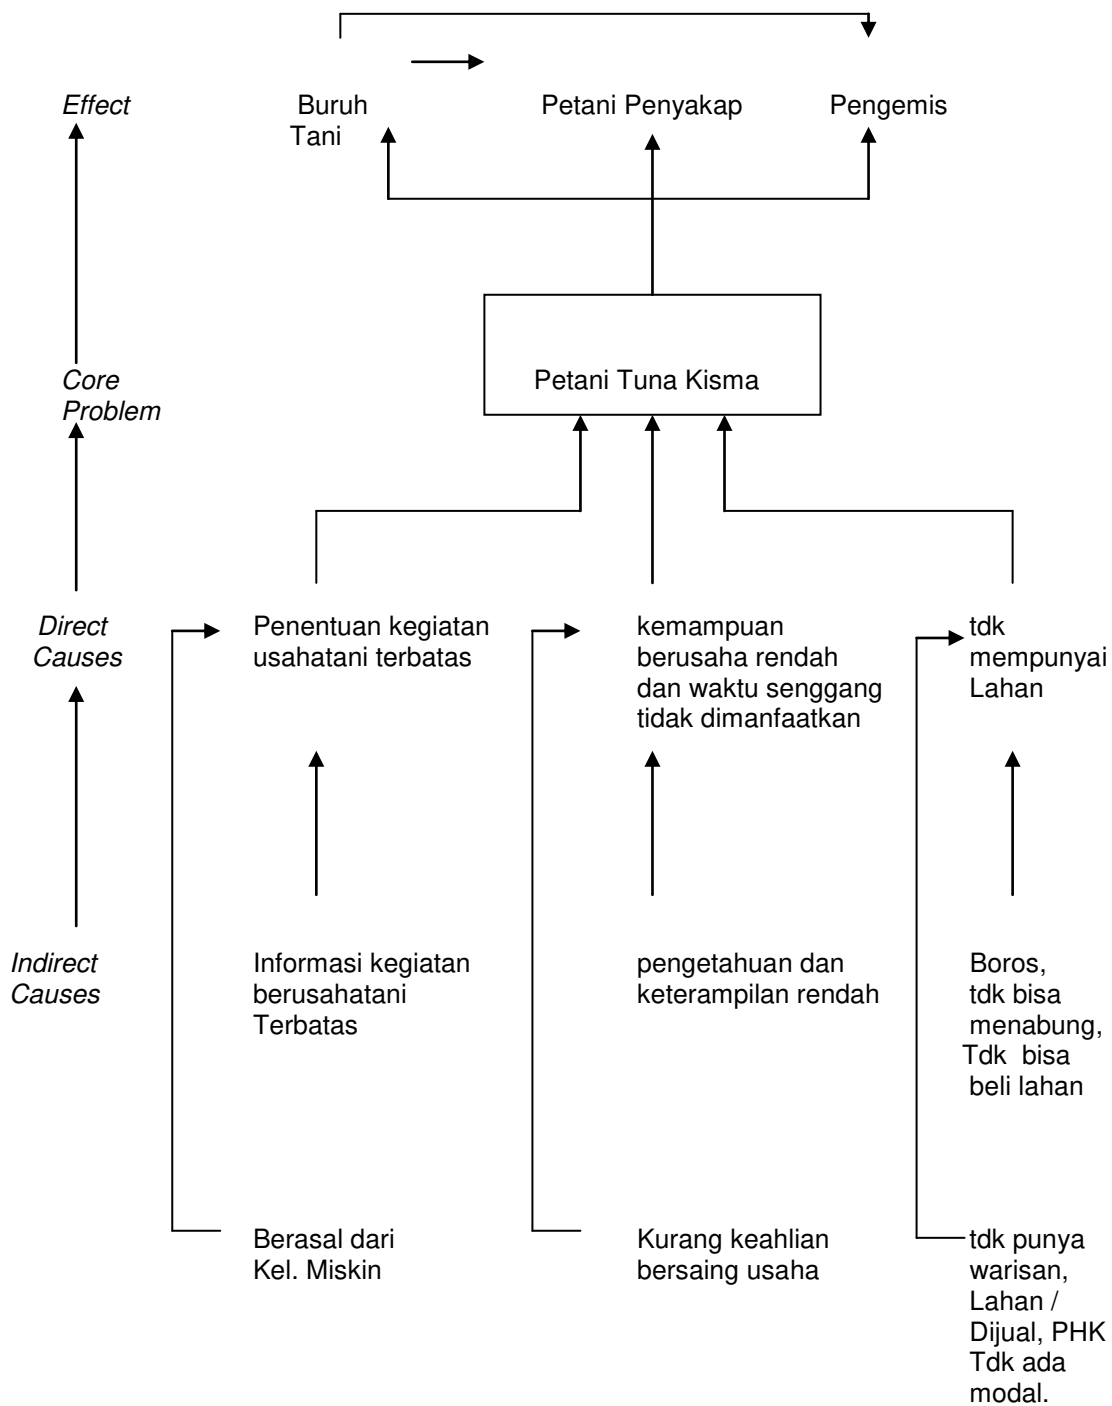 Effect
Buruh
Tani
Petani Penyakap
Pengemis
Core
Problem
Petani Tuna Kisma
Direct
Causes
Penentuan kegiatan
usahatani terbatas
kemampuan
berusaha rendah
dan waktu senggang
tidak dimanfaatkan
tdk
mempunyai
Lahan
Indirect
Causes
Informasi kegiatan
berusahatani
Terbatas
pengetahuan dan
keterampilan rendah
Boros,
tdk bisa
menabung,
Tdk bisa
beli lahan
Berasal dari
Kel. Miskin
Kurang keahlian
bersaing usaha
tdk punya
warisan,
Lahan /
Dijual, PHK
Tdk ada
modal.